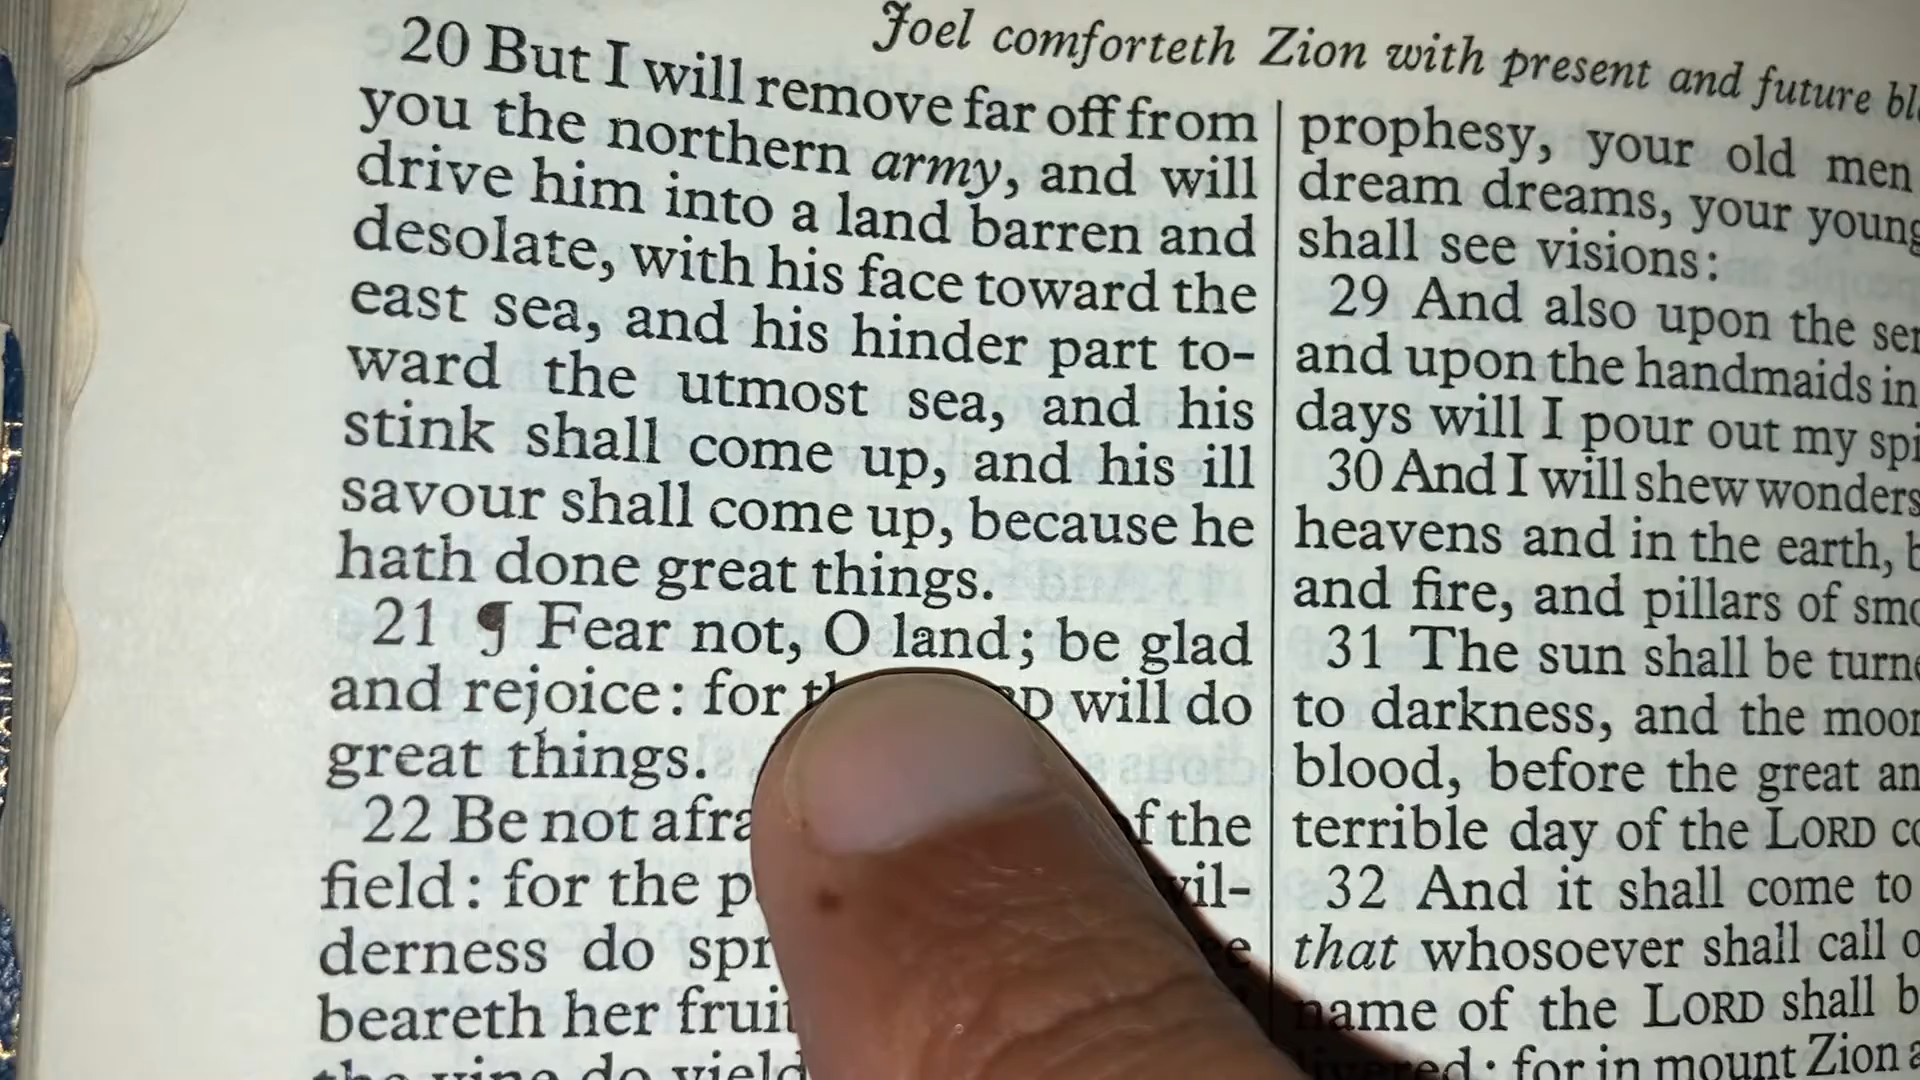 Joel comforteth Zion with present and future
20 But I will remove far off from
you the northern army, and will
drive him into a land barren and
desolate, with his face toward the
east sea, and his hinder part to-
ward the utmost sea, and his
stink shall come up, and his ill
savour shall come up, because he
hath done great things.
21 ¶ Fear not, O land; be glad
and rejoice: for will do
great things.
22 Be not of the
field: for the
derness do
beareth her
the vine do yield
prophesy, your old men
dream dreams, your young
shall see visions:
29 And also upon the
and upon the handmaids in
days will I pour out my
30 And I will shew wonders
heavens and in the earth,
and fire, and pillars of
31 The sun shall be
to darkness, and the
blood, before the great
terrible day of the LORD
32 And it shall come to
that whosoever shall call
name of the LORD shall
for in mount Zion